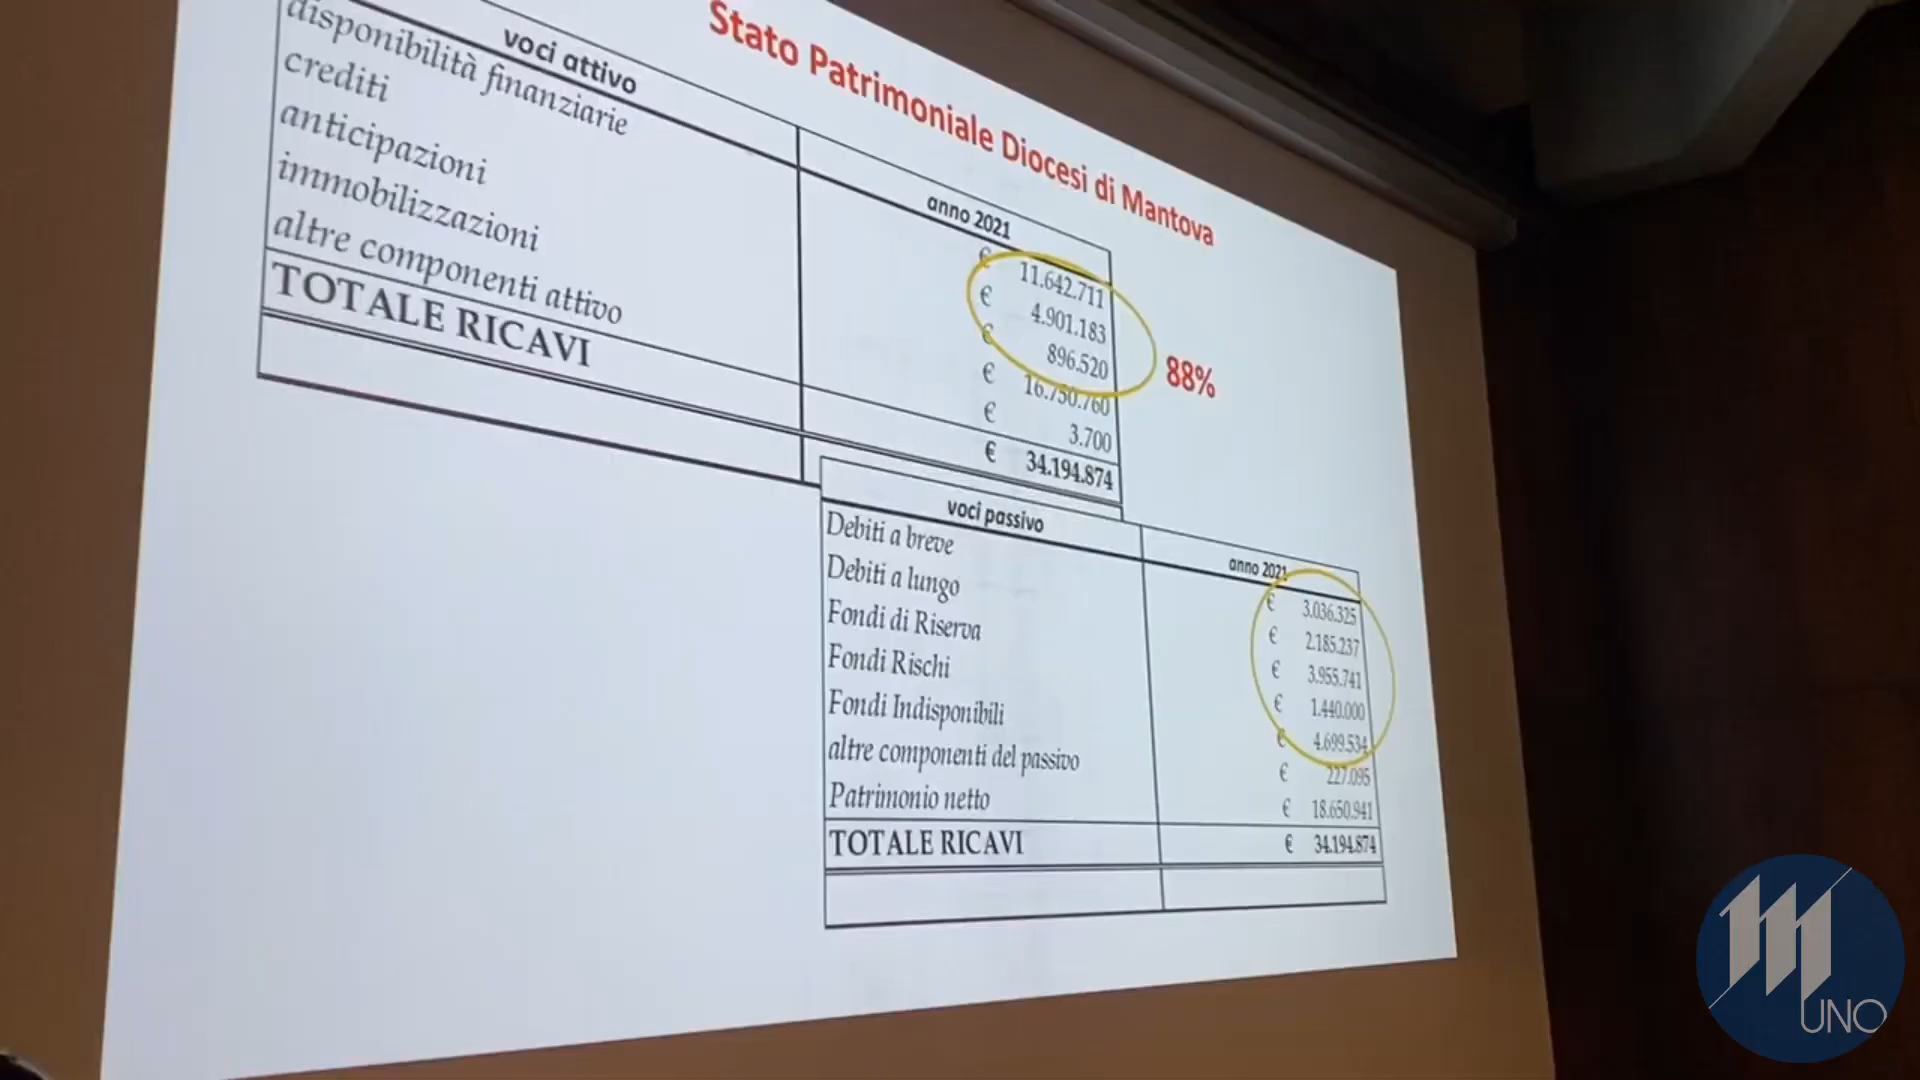 Stato Patrimoniale Diocesi di Mantova
voci attivo anno 2021
disponibilità finanziarie € 11.642.711
crediti € 4.901.183
anticipazioni € 896.520
immobilizzazioni € 16.750.760
altre componenti attivo € 3.700
TOTALE RICAVI € 34.194.874
88%
voci passivo anno 2021
Debiti a breve € 3.036.325
Debiti a lungo € 2.185.237
Fondi di Riserva € 3.955.741
Fondi Rischi € 1.440.000
Fondi Indisponibili € 4.699.534
altre componenti del passivo € 227.095
Patrimonio netto € 18.650.941
TOTALE RICAVI € 34.194.874
M
UNO